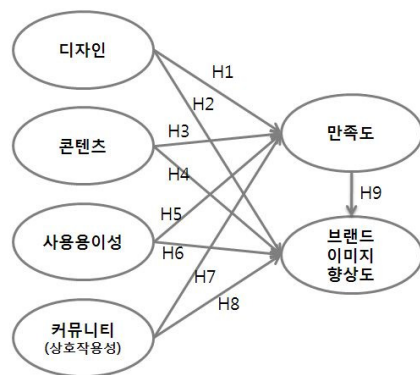 디자인
H1
H2
콘텐츠
H3
만족도
H4
H9
사용용이성
H5
H6
브랜드
이미지
향상도
H7
커뮤니티
(상호작용성)
H8